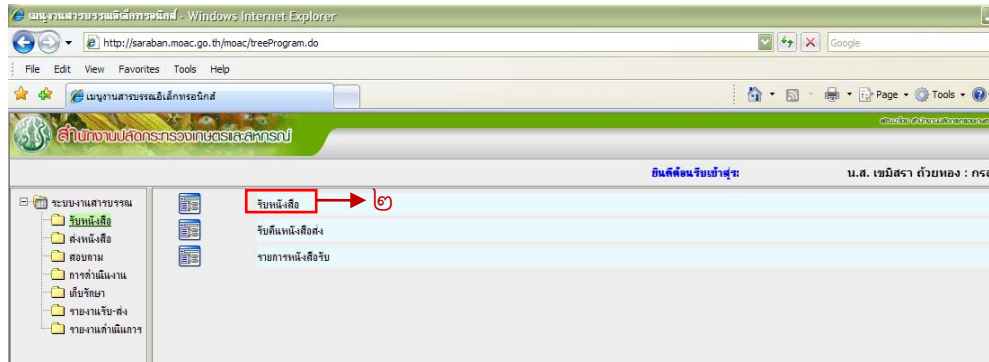 เมนูงานสารบรรณอิเล็กทรอนิกส์ - Windows Internet Explorer
http://saraban.moac.go.th/moac/treeProgram.do
Google
File Edit View Favorites Tools Help
เมนูงานสารบรรณอิเล็กทรอนิกส์
Page Tools
สำนักงานปลัดกระทรวงเกษตรและสหกรณ์
ยินดีต้อนรับเข้าสู่ระ น.ส. เขมิสรา ถ้วยทอง : กรส
ระบบงานสารบรรณ
รับหนังสือ
ส่งหนังสือ
สอบถาม
การดำเนินงาน
เก็บรักษา
รายงานรับ-ส่ง
รายงานดำเนินการ
รับหนังสือ ๒
รับคืนหนังสือส่ง
รายการหนังสือรับ